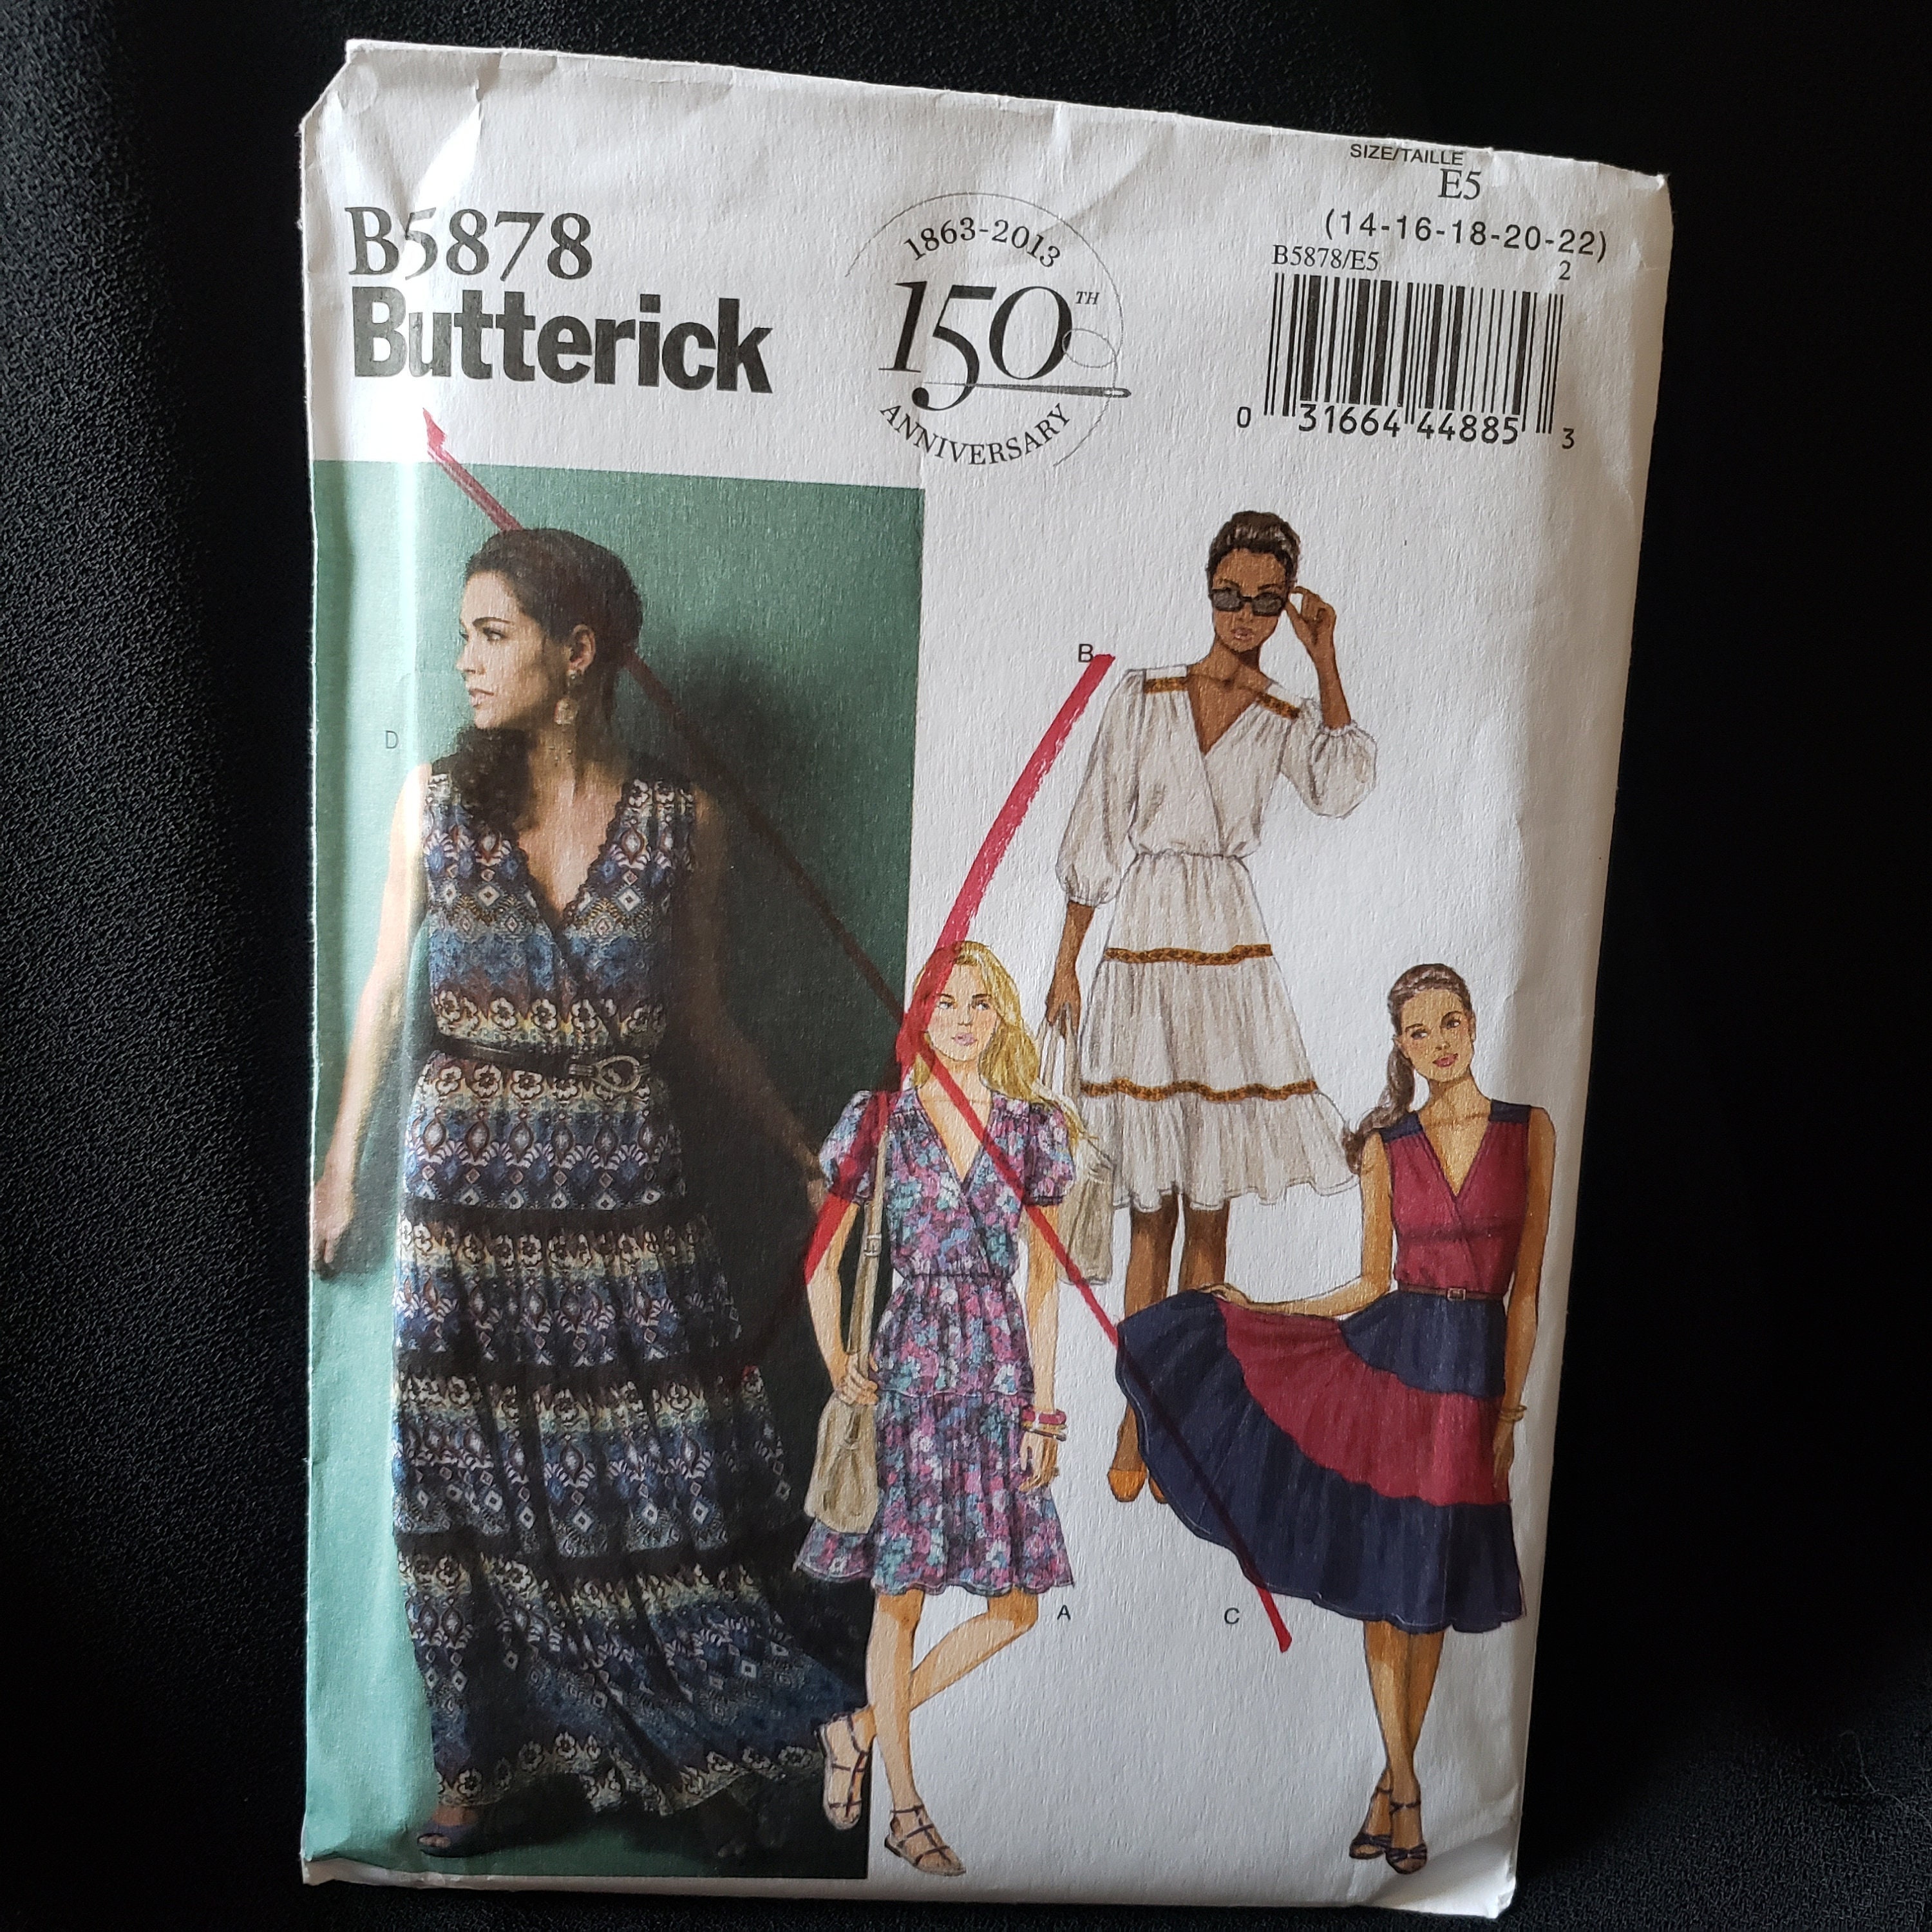 SIZE/TAILLE
E5
(14-16-18-20-22)
B5878
Butterick
1863-2013
150TH
ANNIVERSARY
B5878/E5
2
0 31664 44885 3
B
D
A
C